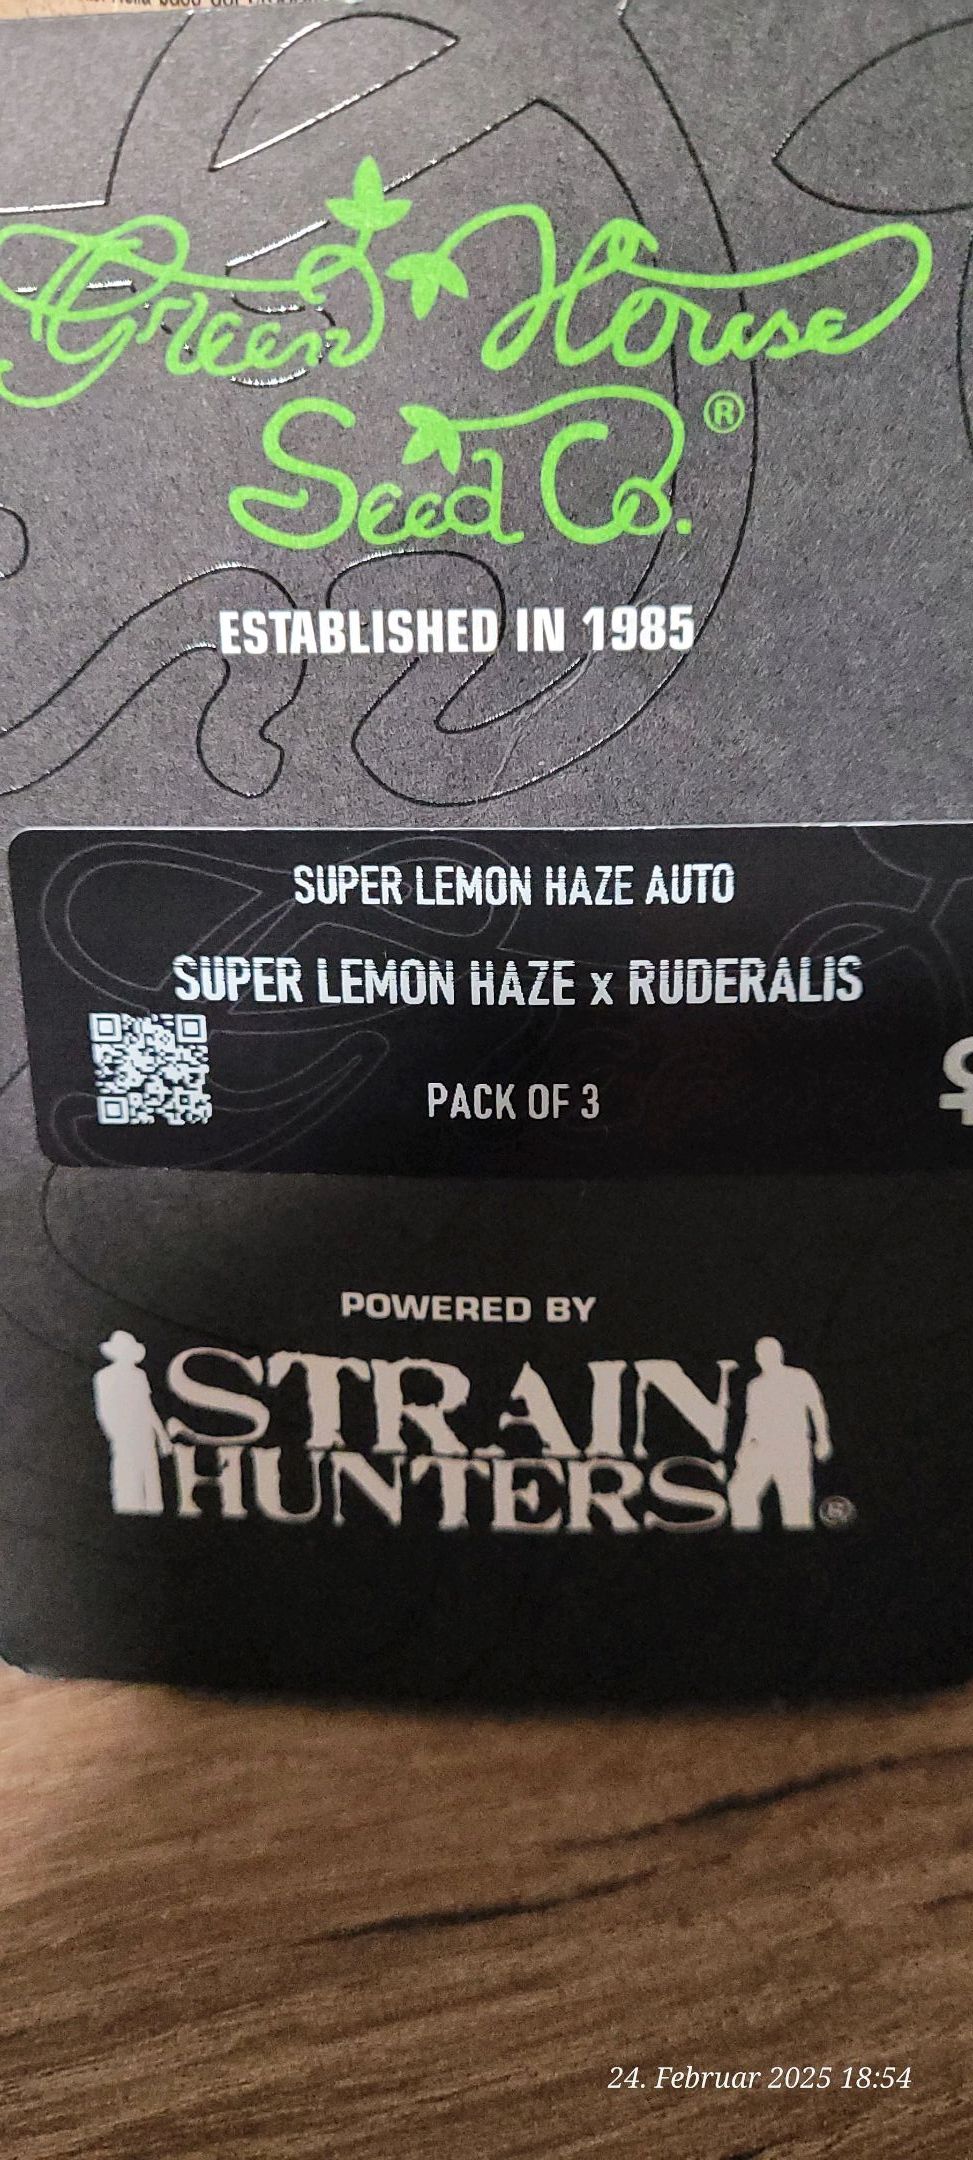 Green House
Seed Co.®
ESTABLISHED IN 1985
SUPER LEMON HAZE AUTO
SUPER LEMON HAZE x RUDERALIS
PACK OF 3
POWERED BY
STRAIN
HUNTERS®
24. Februar 2025 18:54